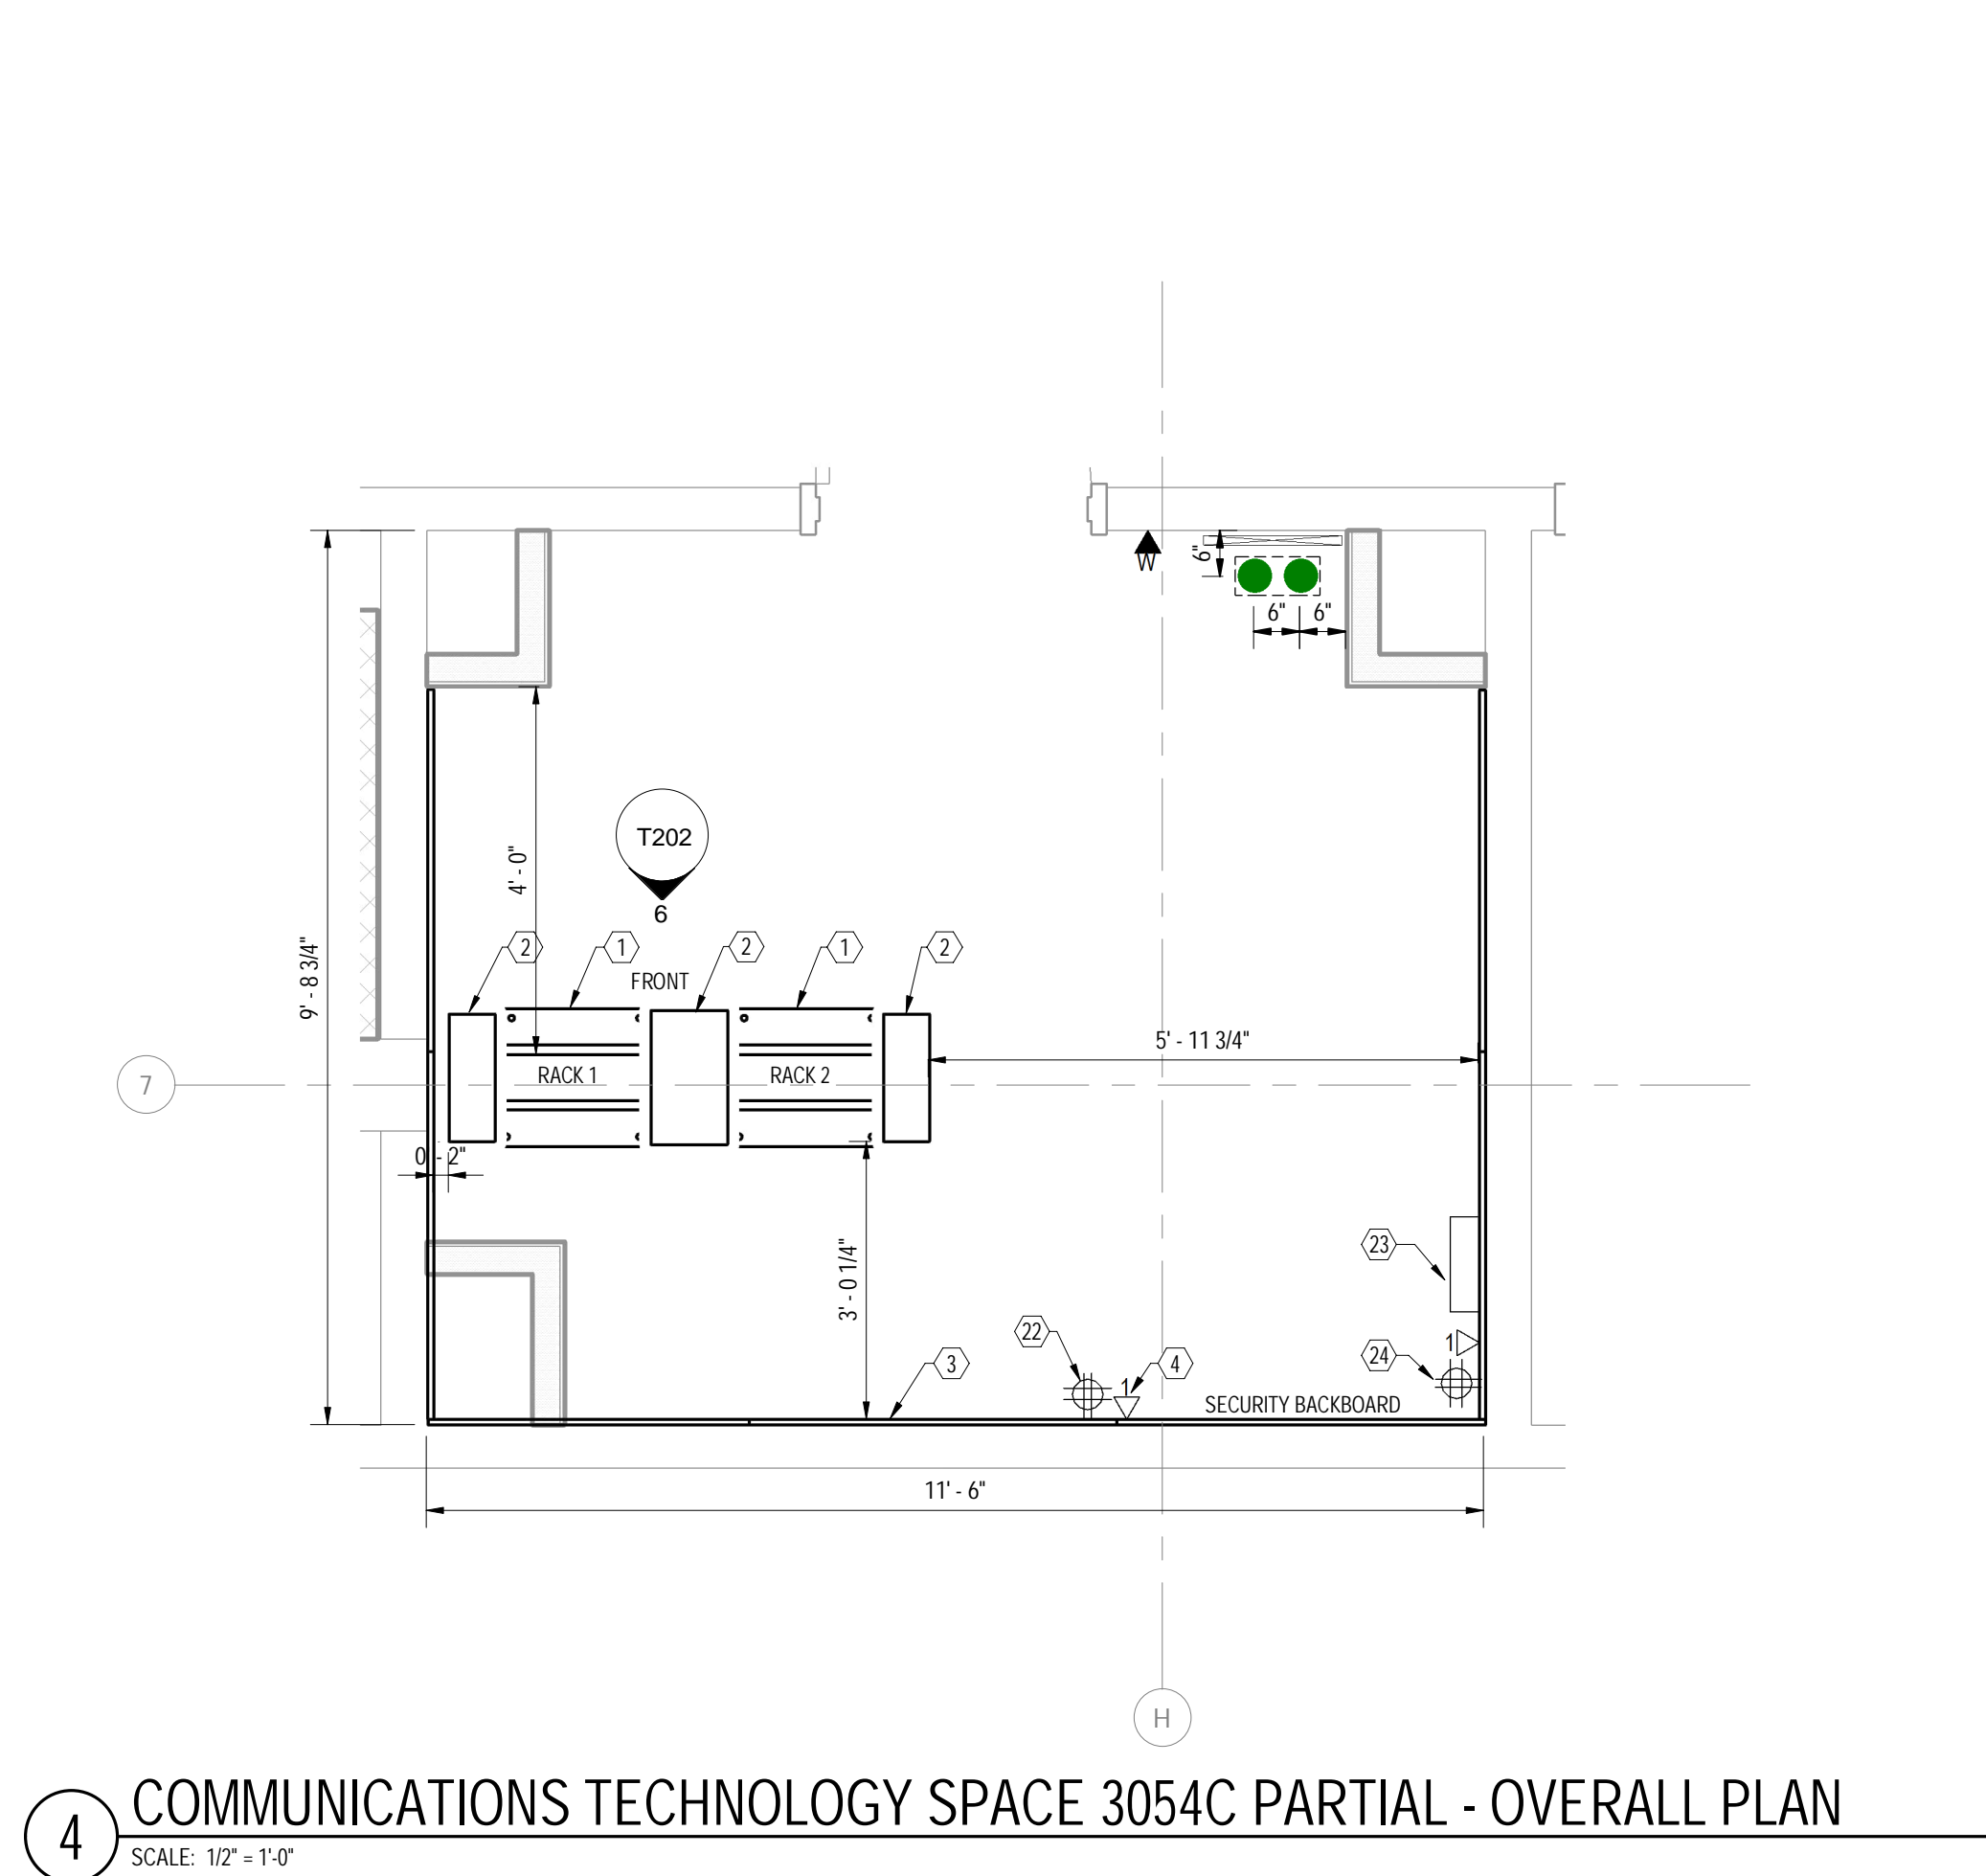 W
6"
6" 6"
T202
6
4' - 0"
9' - 8 3/4"
2 1 2 1 2
FRONT
5' - 11 3/4"
RACK 1 RACK 2
7
0' - 2"
3' - 0 1/4"
23
22
1
24
3
4
1
SECURITY BACKBOARD
11' - 6"
H
4
COMMUNICATIONS TECHNOLOGY SPACE 3054C PARTIAL - OVERALL PLAN
SCALE: 1/2" = 1'-0"